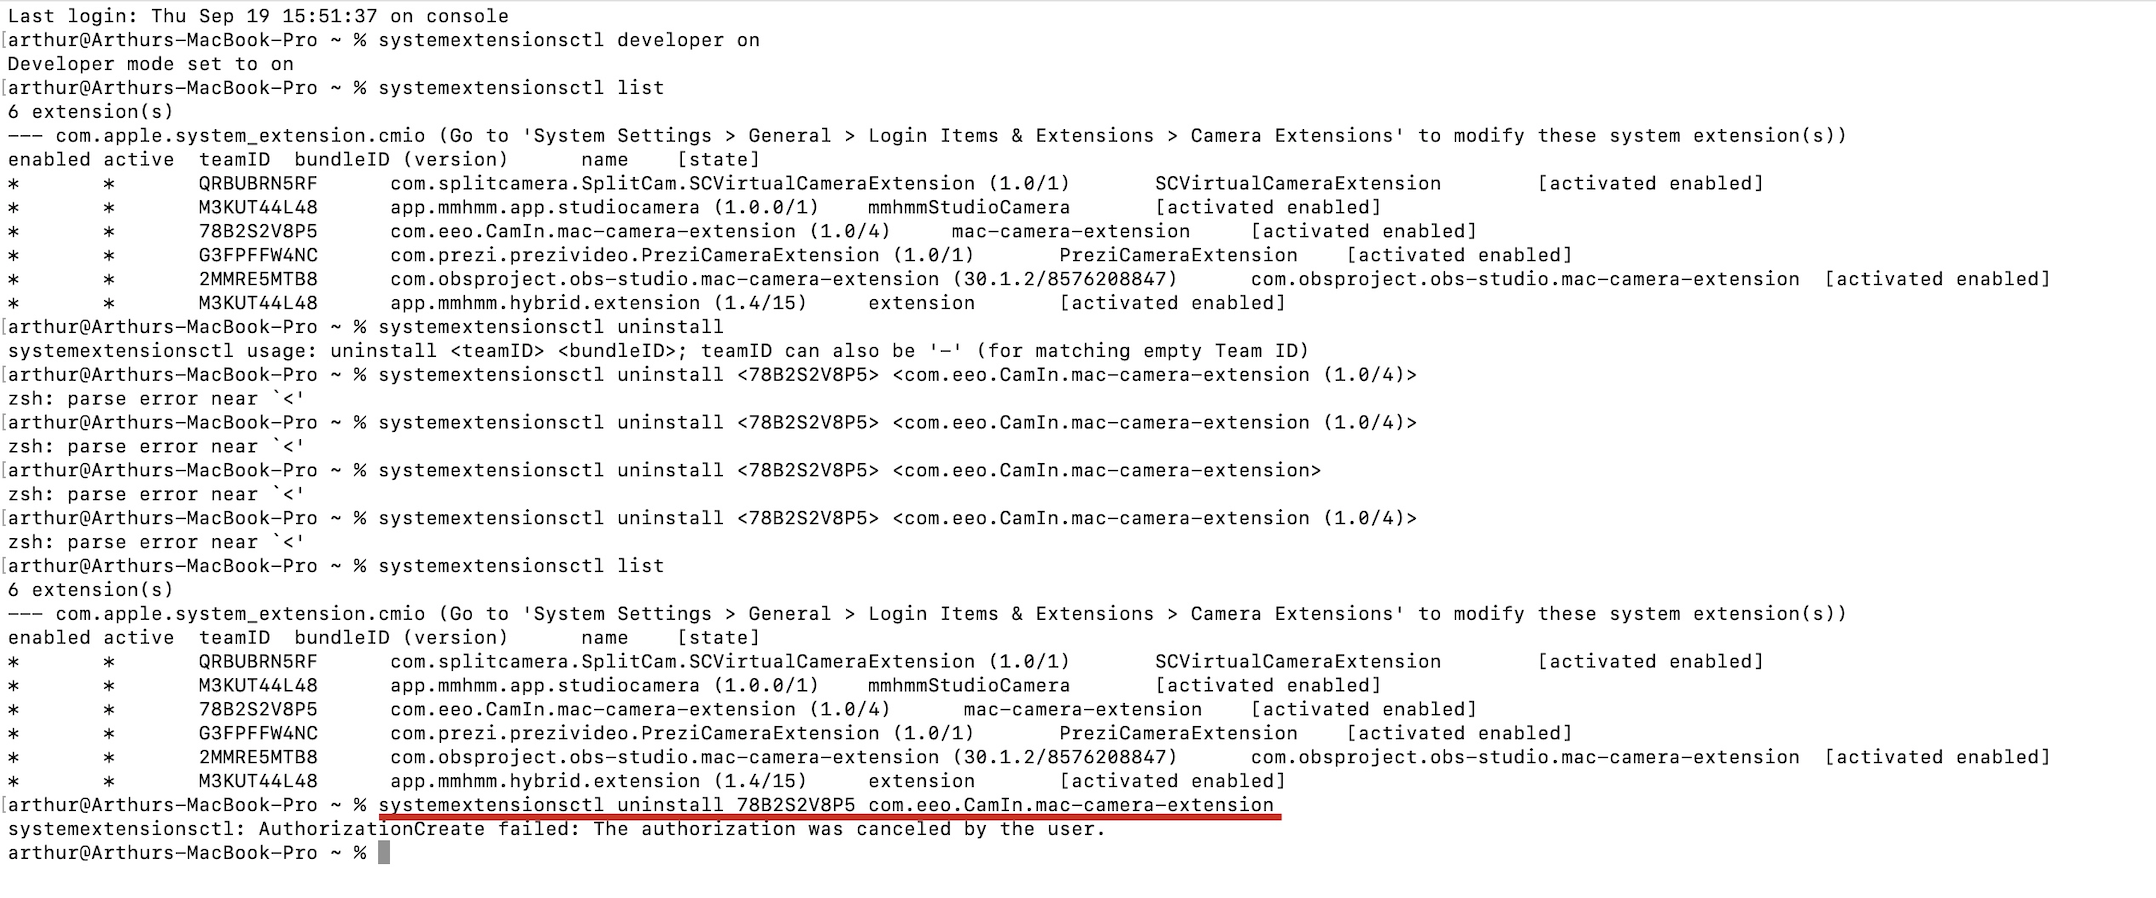 Last login: Thu Sep 19 15:51:37 on console
[arthur@Arthurs-MacBook-Pro ~ % systemextensionsctl developer on
Developer mode set to on
[arthur@Arthurs-MacBook-Pro ~ % systemextensionsctl list
6 extension(s)
--- com.apple.system_extension.cmio (Go to 'System Settings > General > Login Items & Extensions > Camera Extensions' to modify these system extension(s))
enabled active teamID bundleID (version) name [state]
* * QRBUBRN5RF com.splitcamera.SplitCam.SCVirtualCameraExtension (1.0/1) SCVirtualCameraExtension [activated enabled]
* * M3KUT44L48 app.mmhmm.app.studiocamera (1.0.0/1) mmhmmStudioCamera [activated enabled]
* * 78B2S2V8P5 com.eeo.CamIn.mac-camera-extension (1.0/4) mac-camera-extension [activated enabled]
* * G3FPFFW4NC com.prezi.prezivideo.PreziCameraExtension (1.0/1) PreziCameraExtension [activated enabled]
* * 2MMRE5MTB8 com.obsproject.obs-studio.mac-camera-extension (30.1.2/8576208847) com.obsproject.obs-studio.mac-camera-extension [activated enabled]
* * M3KUT44L48 app.mmhmm.hybrid.extension (1.4/15) extension [activated enabled]
[arthur@Arthurs-MacBook-Pro ~ % systemextensionsctl uninstall
systemextensionsctl usage: uninstall <teamID> <bundleID>; teamID can also be '-' (for matching empty Team ID)
[arthur@Arthurs-MacBook-Pro ~ % systemextensionsctl uninstall <78B2S2V8P5> <com.eeo.CamIn.mac-camera-extension (1.0/4)>
zsh: parse error near `<'
[arthur@Arthurs-MacBook-Pro ~ % systemextensionsctl uninstall <78B2S2V8P5> <com.eeo.CamIn.mac-camera-extension (1.0/4)>
zsh: parse error near `<'
[arthur@Arthurs-MacBook-Pro ~ % systemextensionsctl uninstall <78B2S2V8P5> <com.eeo.CamIn.mac-camera-extension>
zsh: parse error near `<'
[arthur@Arthurs-MacBook-Pro ~ % systemextensionsctl uninstall <78B2S2V8P5> <com.eeo.CamIn.mac-camera-extension (1.0/4)>
zsh: parse error near `<'
[arthur@Arthurs-MacBook-Pro ~ % systemextensionsctl list
6 extension(s)
--- com.apple.system_extension.cmio (Go to 'System Settings > General > Login Items & Extensions > Camera Extensions' to modify these system extension(s))
enabled active teamID bundleID (version) name [state]
* * QRBUBRN5RF com.splitcamera.SplitCam.SCVirtualCameraExtension (1.0/1) SCVirtualCameraExtension [activated enabled]
* * M3KUT44L48 app.mmhmm.app.studiocamera (1.0.0/1) mmhmmStudioCamera [activated enabled]
* * 78B2S2V8P5 com.eeo.CamIn.mac-camera-extension (1.0/4) mac-camera-extension [activated enabled]
* * G3FPFFW4NC com.prezi.prezivideo.PreziCameraExtension (1.0/1) PreziCameraExtension [activated enabled]
* * 2MMRE5MTB8 com.obsproject.obs-studio.mac-camera-extension (30.1.2/8576208847) com.obsproject.obs-studio.mac-camera-extension [activated enabled]
* * M3KUT44L48 app.mmhmm.hybrid.extension (1.4/15) extension [activated enabled]
[arthur@Arthurs-MacBook-Pro ~ % systemextensionsctl uninstall 78B2S2V8P5 com.eeo.CamIn.mac-camera-extension
systemextensionsctl: AuthorizationCreate failed: The authorization was canceled by the user.
arthur@Arthurs-MacBook-Pro ~ %